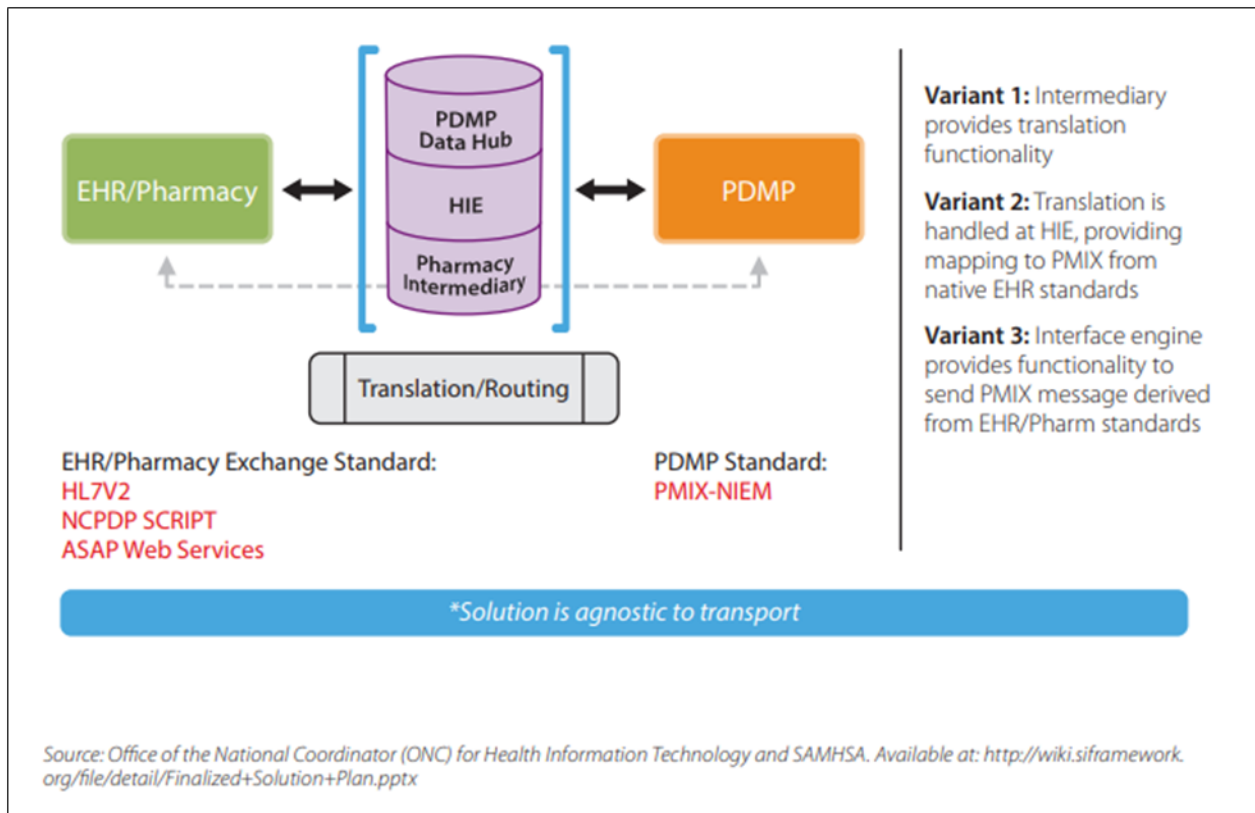 PDMP
Data Hub
EHR/Pharmacy
HIE
PDMP
Pharmacy
Intermediary
Translation/Routing
EHR/Pharmacy Exchange Standard:
HL7V2
NCPDP SCRIPT
ASAP Web Services
PDMP Standard:
PMIX-NIEM
Variant 1: Intermediary
provides translation
functionality
Variant 2: Translation is
handled at HIE, providing
mapping to PMIX from
native EHR standards
Variant 3: Interface engine
provides functionality to
send PMIX message derived
from EHR/Pharm standards
*Solution is agnostic to transport
Source: Office of the National Coordinator (ONC) for Health Information Technology and SAMHSA. Available at: http://wiki.siframework.
org/file/detail/Finalized+Solution+Plan.pptx